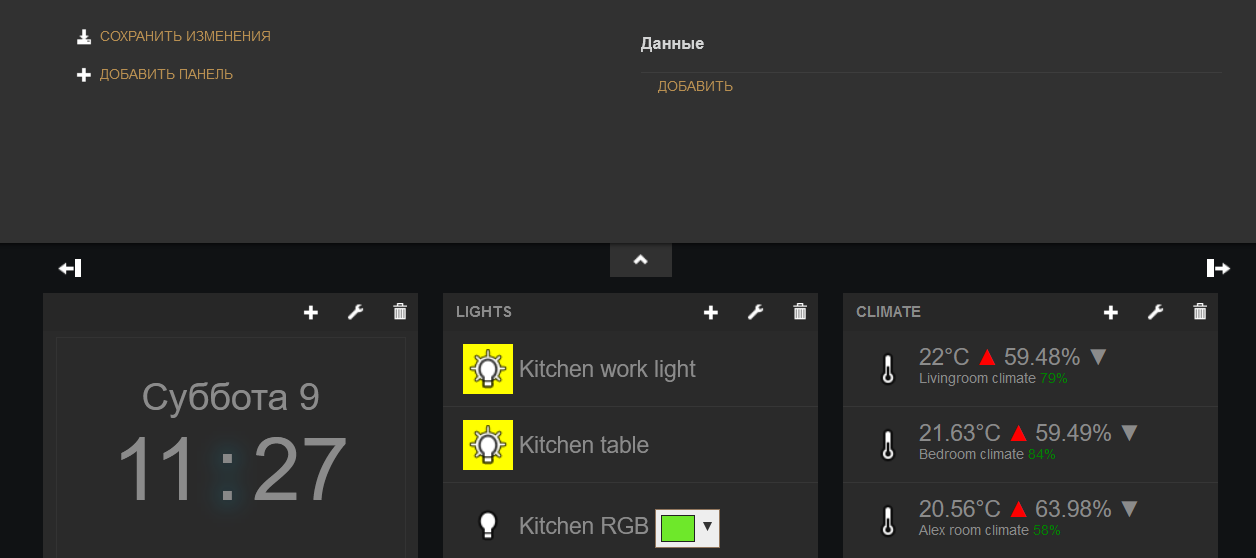 СОХРАНИТЬ ИЗМЕНЕНИЯ
ДОБАВИТЬ ПАНЕЛЬ
Данные
ДОБАВИТЬ
Суббота 9
11:27
LIGHTS
Kitchen work light
Kitchen table
Kitchen RGB
CLIMATE
22°C ▲ 59.48% ▼
Livingroom climate 79%
21.63°C ▲ 59.49% ▼
Bedroom climate 84%
20.56°C ▲ 63.98% ▼
Alex room climate 58%